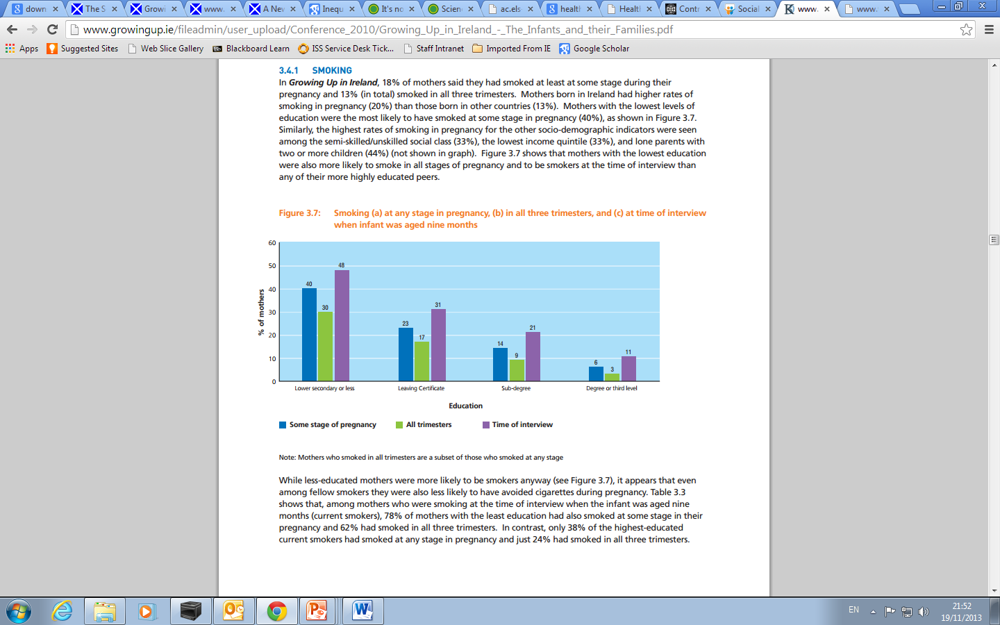 down
The S
Growi
www.
A New
Inequ
It's no
Scien
ac.els-
health
Health
Contr
Social
www.
www.
www.growingup.ie/fileadmin/user_upload/Conference_2010/Growing_Up_in_Ireland_-_The_Infants_and_their_Families.pdf
Apps Suggested Sites Web Slice Gallery Bb Blackboard Learn ISS Service Desk Tick... Staff Intranet Imported From IE Google Scholar
3.4.1 SMOKING
In Growing Up in Ireland, 18% of mothers said they had smoked at least at some stage during their
pregnancy and 13% (in total) smoked in all three trimesters. Mothers born in Ireland had higher rates of
smoking in pregnancy (20%) than those born in other countries (13%). Mothers with the lowest levels of
education were the most likely to have smoked at some stage in pregnancy (40%), as shown in Figure 3.7.
Similarly, the highest rates of smoking in pregnancy for the other socio-demographic indicators were seen
among the semi-skilled/unskilled social class (33%), the lowest income quintile (33%), and lone parents with
two or more children (44%) (not shown in graph). Figure 3.7 shows that mothers with the lowest education
were also more likely to smoke in all stages of pregnancy and to be smokers at the time of interview than
any of their more highly educated peers.
Figure 3.7: Smoking (a) at any stage in pregnancy, (b) in all three trimesters, and (c) at time of interview
when infant was aged nine months
% of mothers
60
50
40
30
20
10
0
40 30 48
23 17 31
14 9 21
6 3 11
Lower secondary or less Leaving Certificate Sub-degree Degree or third level
Education
Some stage of pregnancy All trimesters Time of interview
Note: Mothers who smoked in all trimesters are a subset of those who smoked at any stage
While less-educated mothers were more likely to be smokers anyway (see Figure 3.7), it appears that even
among fellow smokers they were also less likely to have avoided cigarettes during pregnancy. Table 3.3
shows that, among mothers who were smoking at the time of interview when the infant was aged nine
months (current smokers), 78% of mothers with the least education had also smoked at some stage in their
pregnancy and 62% had smoked in all three trimesters. In contrast, only 38% of the highest-educated
current smokers had smoked at any stage in pregnancy and just 24% had smoked in all three trimesters.
EN
21:52
19/11/2013